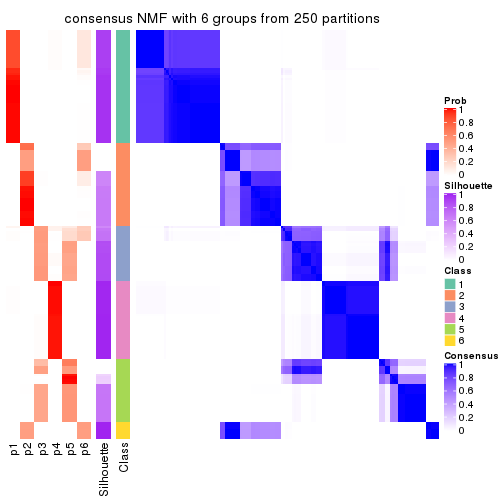 consensus NMF with 6 groups from 250 partitions
Prob
1
0.8
0.6
0.4
0.2
0
Silhouette
1
0.8
0.6
0.4
0.2
0
Class
1
2
3
4
5
6
Consensus
1
0.8
0.6
0.4
0.2
0
p1
p2
p3
p4
p5
p6
Silhouette
Class